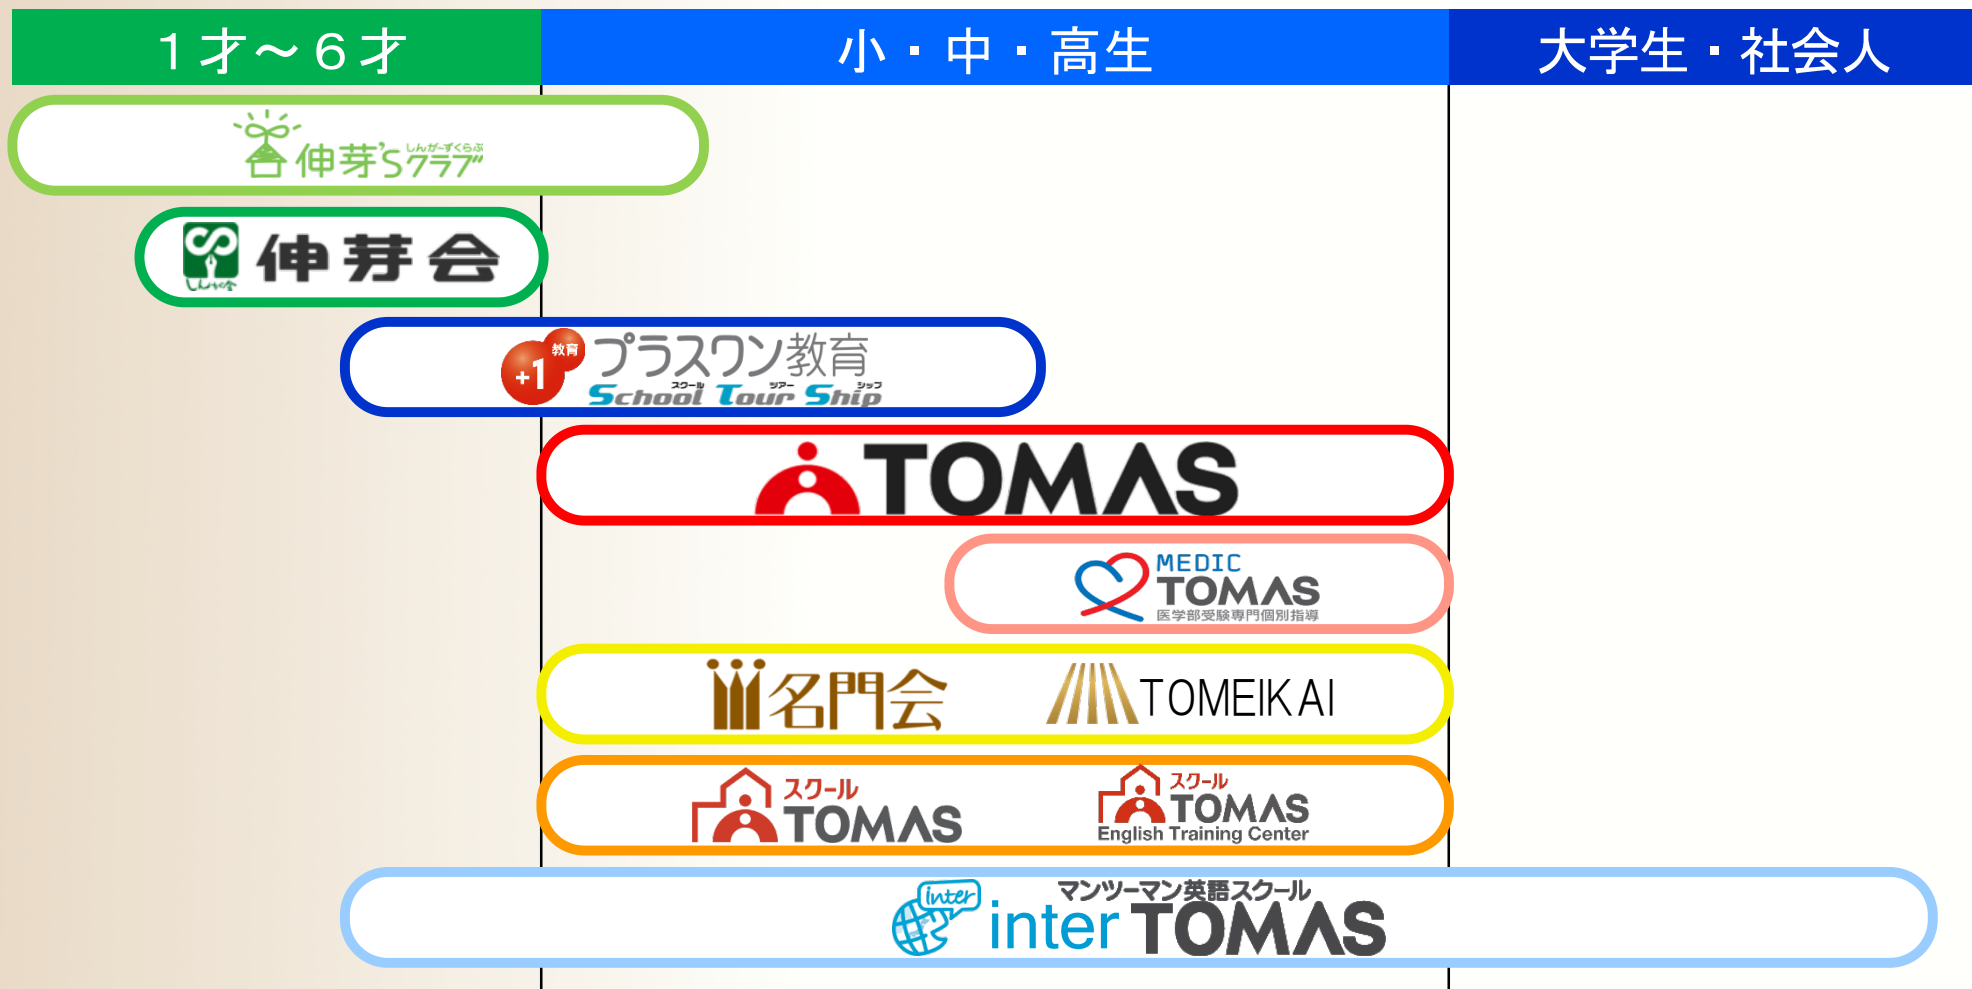 １才～６才
小・中・高生
大学生・社会人
しんが～ずくらぶ
伸芽'Sクラブ
しんが会
伸芽会
+1
教育
プラスワン教育
スクール ツアー シップ
School Tour Ship
TOMAS
MEDIC
TOMAS
医学部受験専門個別指導
名門会
TOMEIKAI
スクール
TOMAS
スクール
TOMAS
English Training Center
inter
マンツーマン英語スクール
inter TOMAS